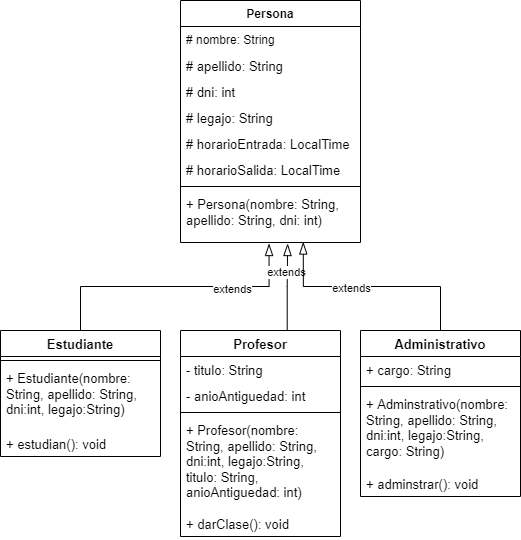 Persona
# nombre: String
# apellido: String
# dni: int
# legajo: String
# horarioEntrada: LocalTime
# horarioSalida: LocalTime
+ Persona(nombre: String,
apellido: String, dni: int)
extends
extends
extends
Estudiante
+ Estudiante(nombre:
String, apellido: String,
dni:int, legajo:String)
+ estudian(): void
Profesor
- titulo: String
- anioAntiguedad: int
+ Profesor(nombre:
String, apellido: String,
dni:int, legajo:String,
titulo: String,
anioAntiguedad: int)
+ darClase(): void
Administrativo
+ cargo: String
+ Adminstrativo(nombre:
String, apellido: String,
dni:int, legajo:String,
cargo: String)
+ adminstrar(): void